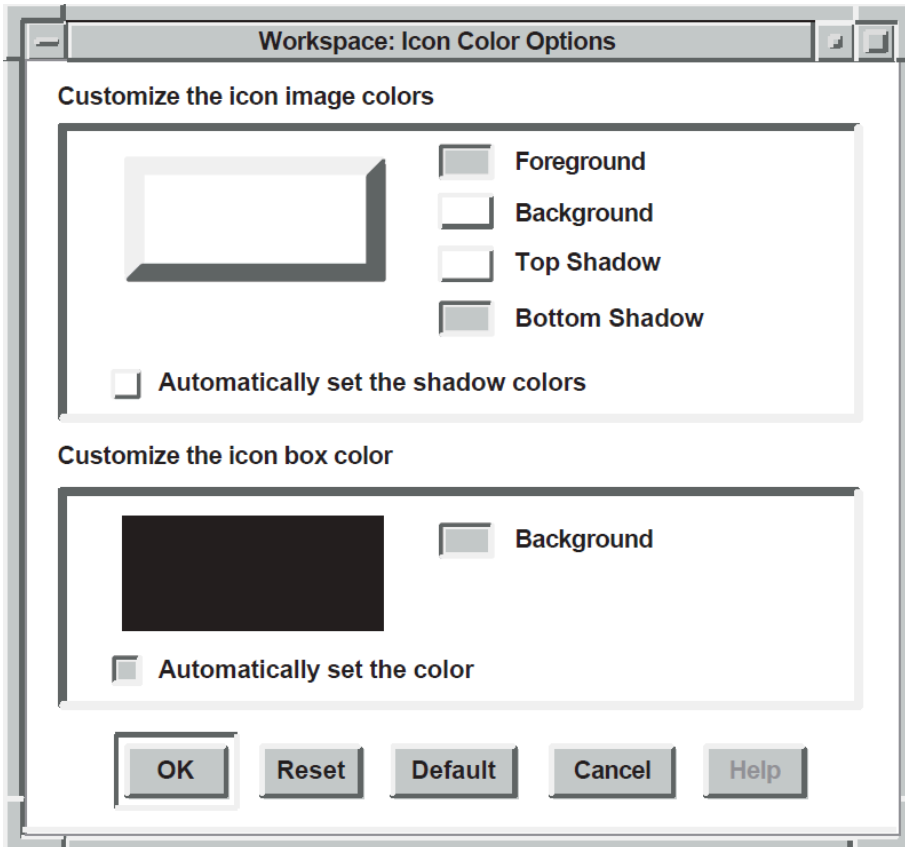 Workspace: Icon Color Options
Customize the icon image colors
Foreground
Background
Top Shadow
Bottom Shadow
Automatically set the shadow colors
Customize the icon box color
Background
Automatically set the color
OK Reset Default Cancel Help